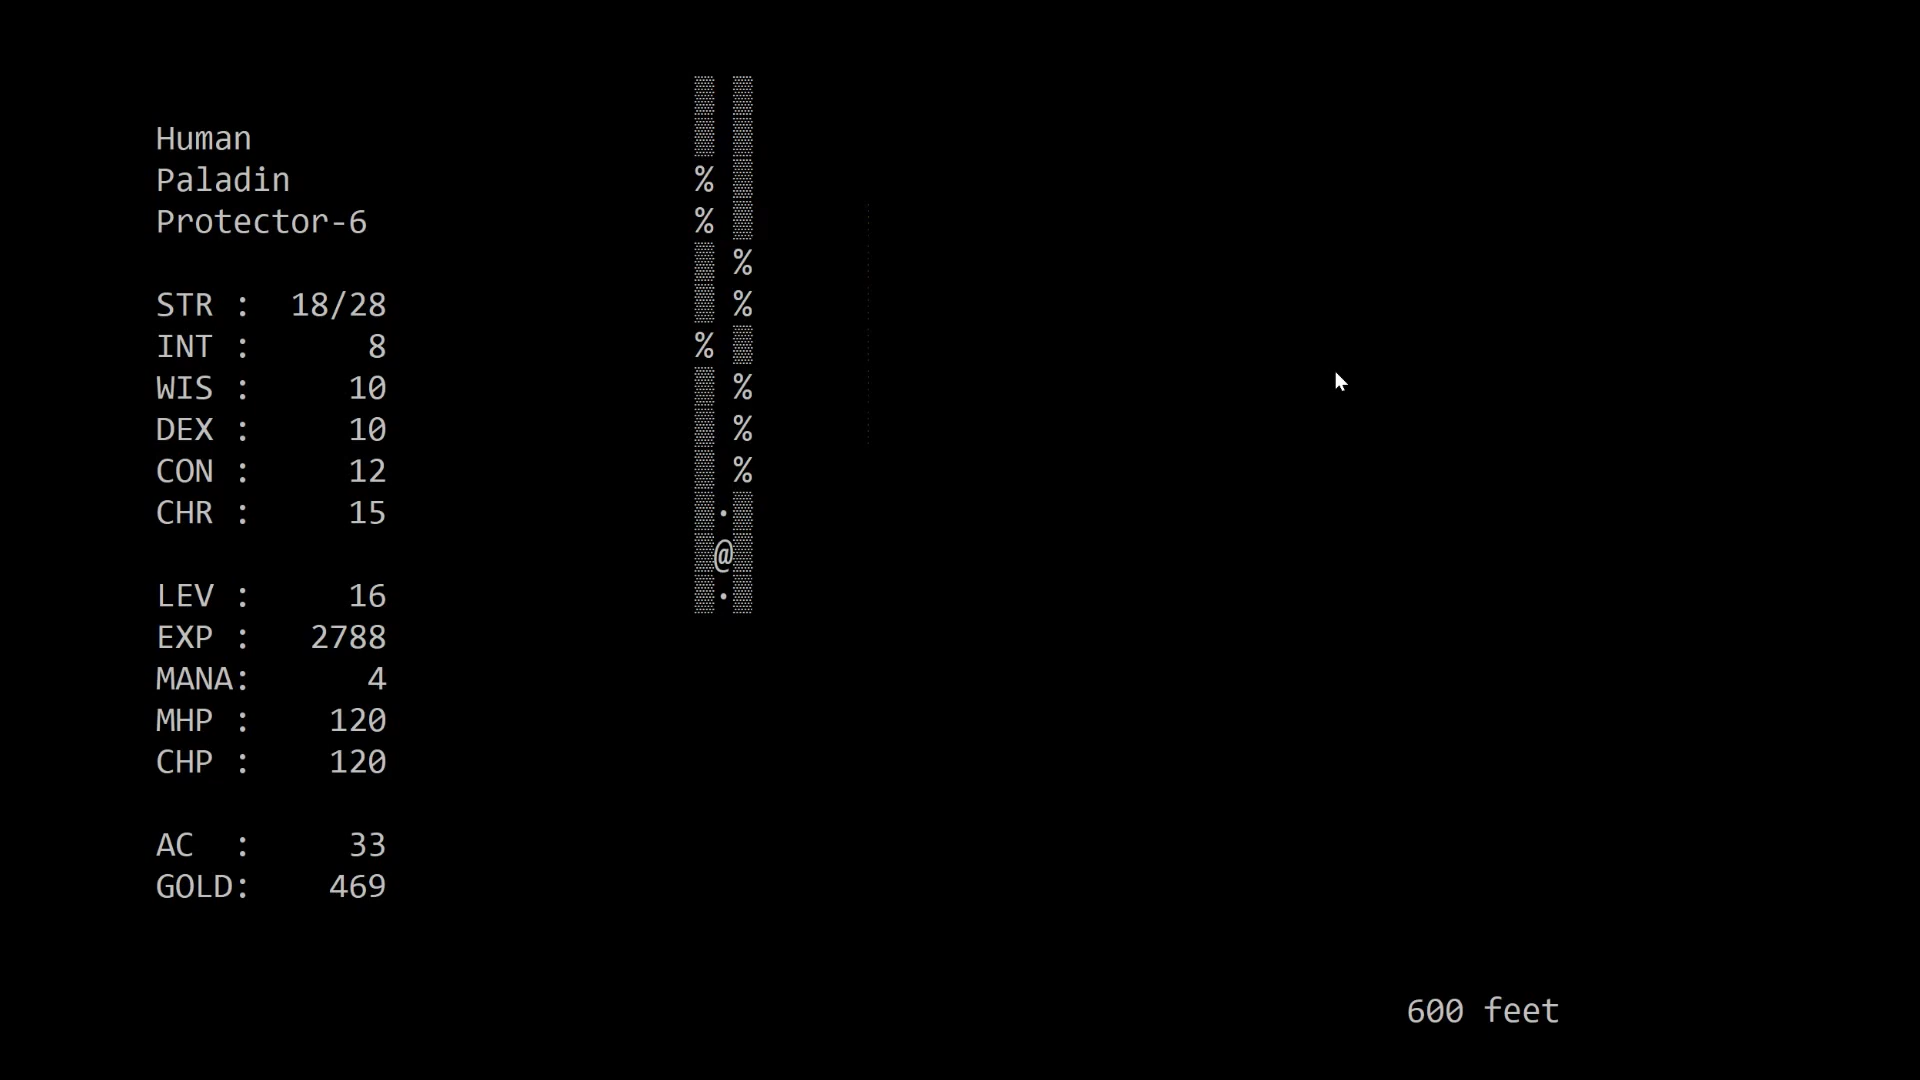 Human
Paladin
Protector-6
STR : 18/28
INT : 8
WIS : 10
DEX : 10
CON : 12
CHR : 15
LEV : 16
EXP : 2788
MANA: 4
MHP : 120
CHP : 120
AC : 33
GOLD: 469
%
%
%
%
%
%
%
%
·
@
·
600 feet